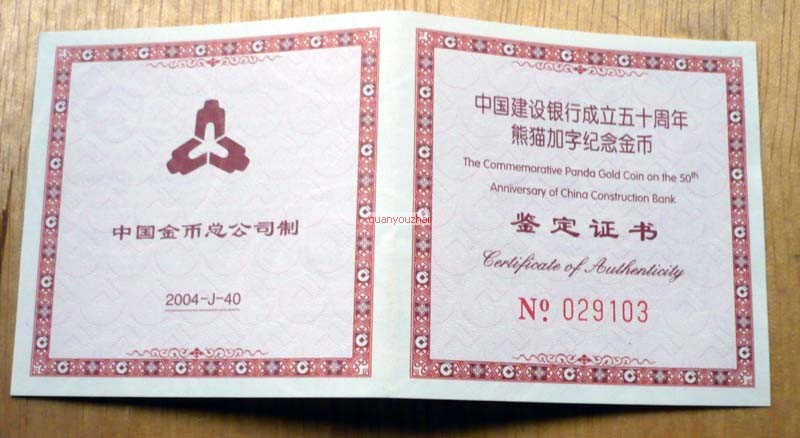 中国金币总公司制
2004-J-40
中国建设银行成立五十周年
熊猫加字纪念金币
The Commemorative Panda Gold Coin on the 50th
Anniversary of China Construction Bank
鉴定证书
Certificate of Authenticity
№ 029103
quanyouzhai